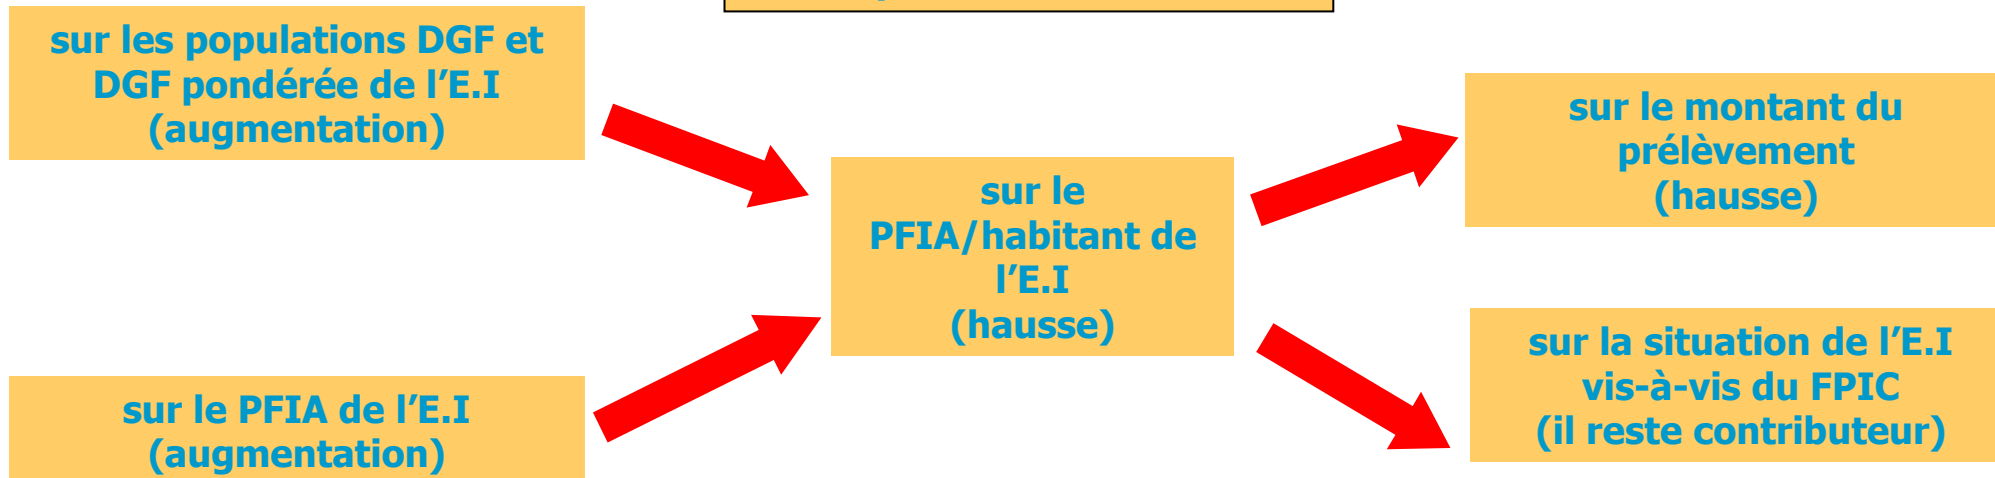 sur les populations DGF et
DGF pondérée de l’E.I
(augmentation)
sur le PFIA de l’E.I
(augmentation)
sur le
PFIA/habitant de
l’E.I
(hausse)
sur le montant du
prélèvement
(hausse)
sur la situation de l’E.I
vis-à-vis du FPIC
(il reste contributeur)